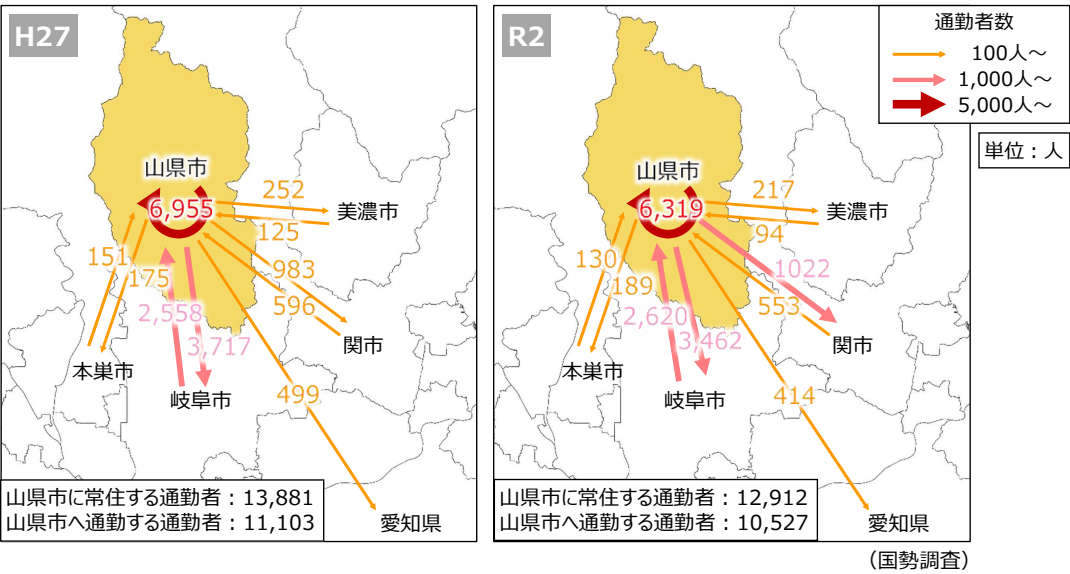 H27
山県市
6,955
252
美濃市
125
151
175
983
596
2,558
3,717
関市
本巣市
岐阜市
499
山県市に常住する通勤者：13,881
山県市へ通勤する通勤者：11,103
愛知県
R2
山県市
6,319
217
美濃市
94
130
189
1022
553
2,620
3,462
関市
本巣市
岐阜市
414
山県市に常住する通勤者：12,912
山県市へ通勤する通勤者：10,527
愛知県
通勤者数
100人～
1,000人～
5,000人～
単位：人
（国勢調査）